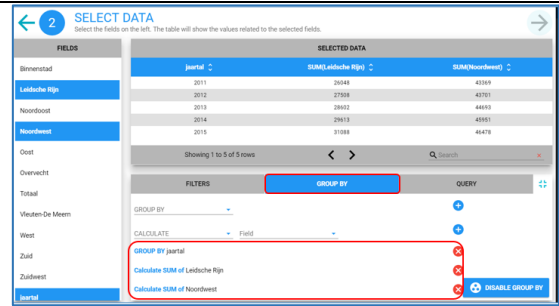 2 SELECT DATA
Select the fields on the left. The table will show the values related to the selected fields.
FIELDS
Binnenstad
Leidsche Rijn
Noordoost
Noordwest
Oost
Overvecht
Totaal
Vleuten-De Meern
West
Zuid
Zuidwest
jaartal
SELECTED DATA
jaartal SUM(Leidsche Rijn) SUM(Noordwest)
2011 26048 43369
2012 27508 43701
2013 28602 44693
2014 29613 45951
2015 31088 46478
Showing 1 to 5 of 5 rows
Search
FILTERS GROUP BY QUERY
GROUP BY
CALCULATE Field
GROUP BY jaartal
Calculate SUM of Leidsche Rijn
Calculate SUM of Noordwest
DISABLE GROUP BY